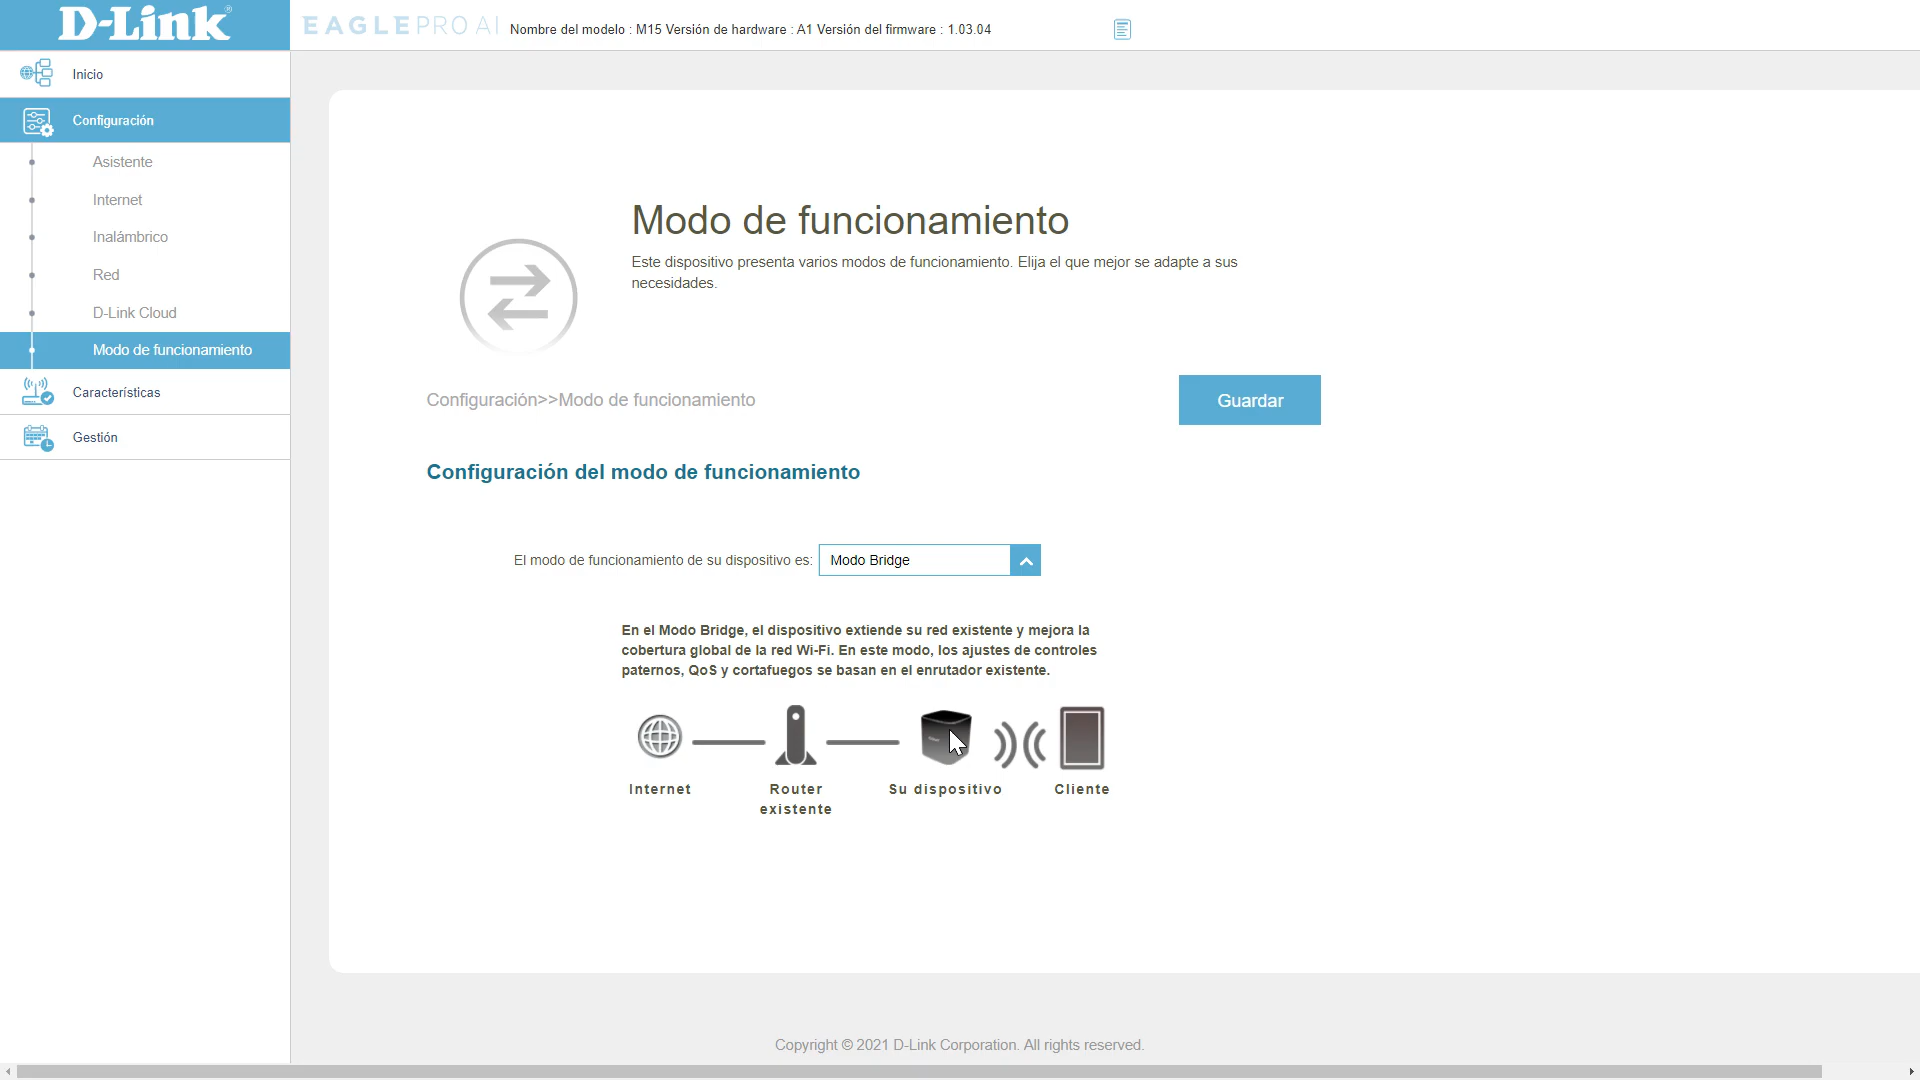 D-Link®
EAGLE PRO AI
Nombre del modelo : M15 Versión de hardware : A1 Versión del firmware : 1.03.04
Inicio
Configuración
Asistente
Internet
Inalámbrico
Red
D-Link Cloud
Modo de funcionamiento
Características
Gestión
Modo de funcionamiento
Este dispositivo presenta varios modos de funcionamiento. Elija el que mejor se adapte a sus
necesidades.
Configuración>>Modo de funcionamiento
Guardar
Configuración del modo de funcionamiento
El modo de funcionamiento de su dispositivo es:
Modo Bridge
En el Modo Bridge, el dispositivo extiende su red existente y mejora la
cobertura global de la red Wi-Fi. En este modo, los ajustes de controles
paternos, QoS y cortafuegos se basan en el enrutador existente.
Internet
Router
existente
Su dispositivo
Cliente
Copyright © 2021 D-Link Corporation. All rights reserved.